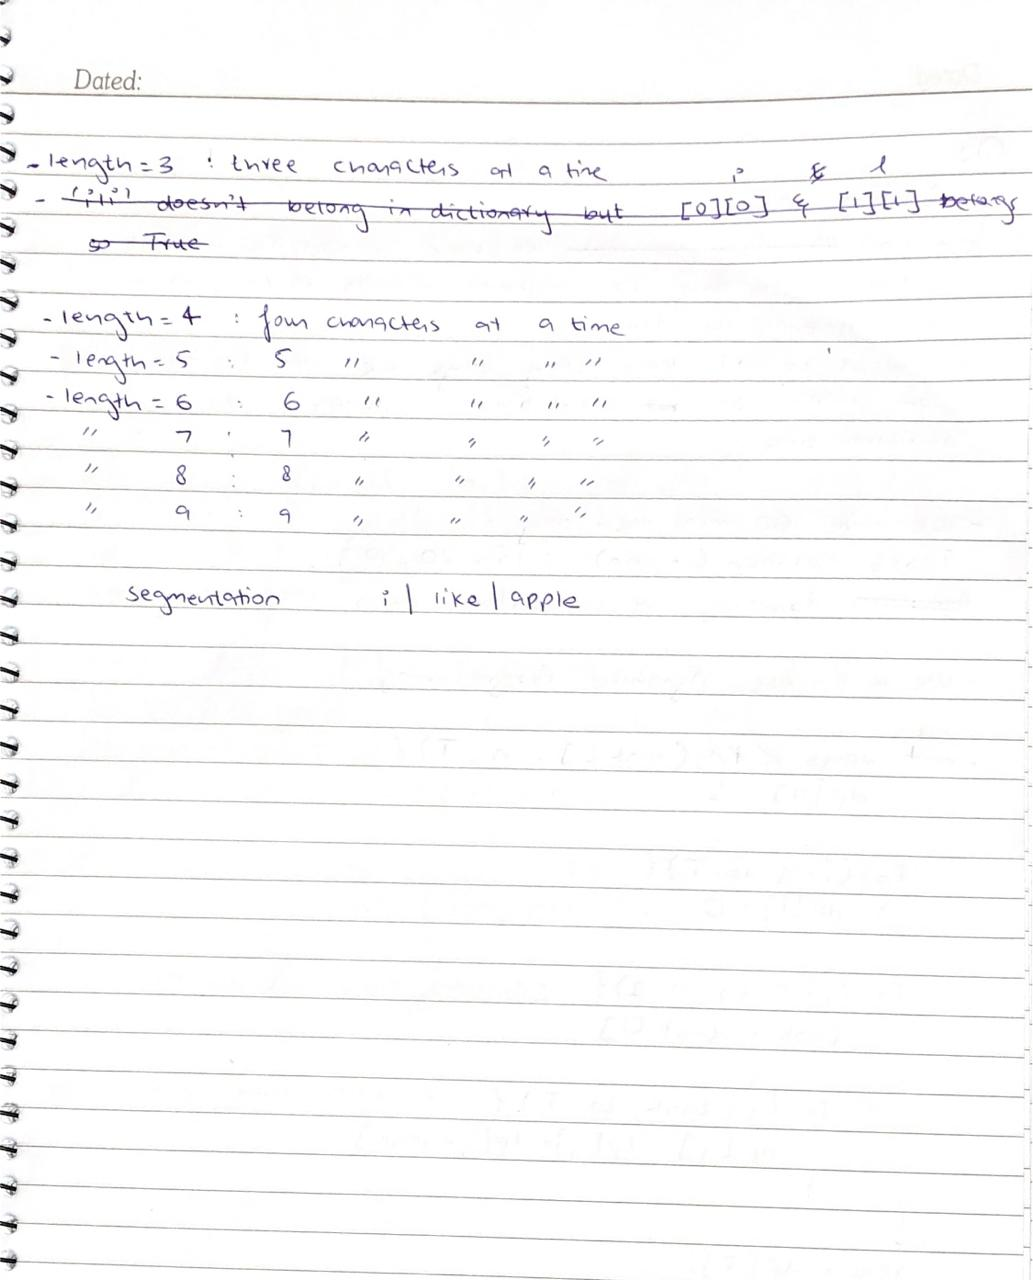 Dated:
- length = 3 : three characters at a time
i & l
- "ili" doesn't belong in dictionary but [0][0] & [1][1] belongs
so True
- length = 4 : four characters at a time
- length = 5 : 5 " " " "
- length = 6 : 6 " " " "
" 7 : 7 " " " "
" 8 : 8 " " " "
" 9 : 9 " " " "
segmentation i | like | apple